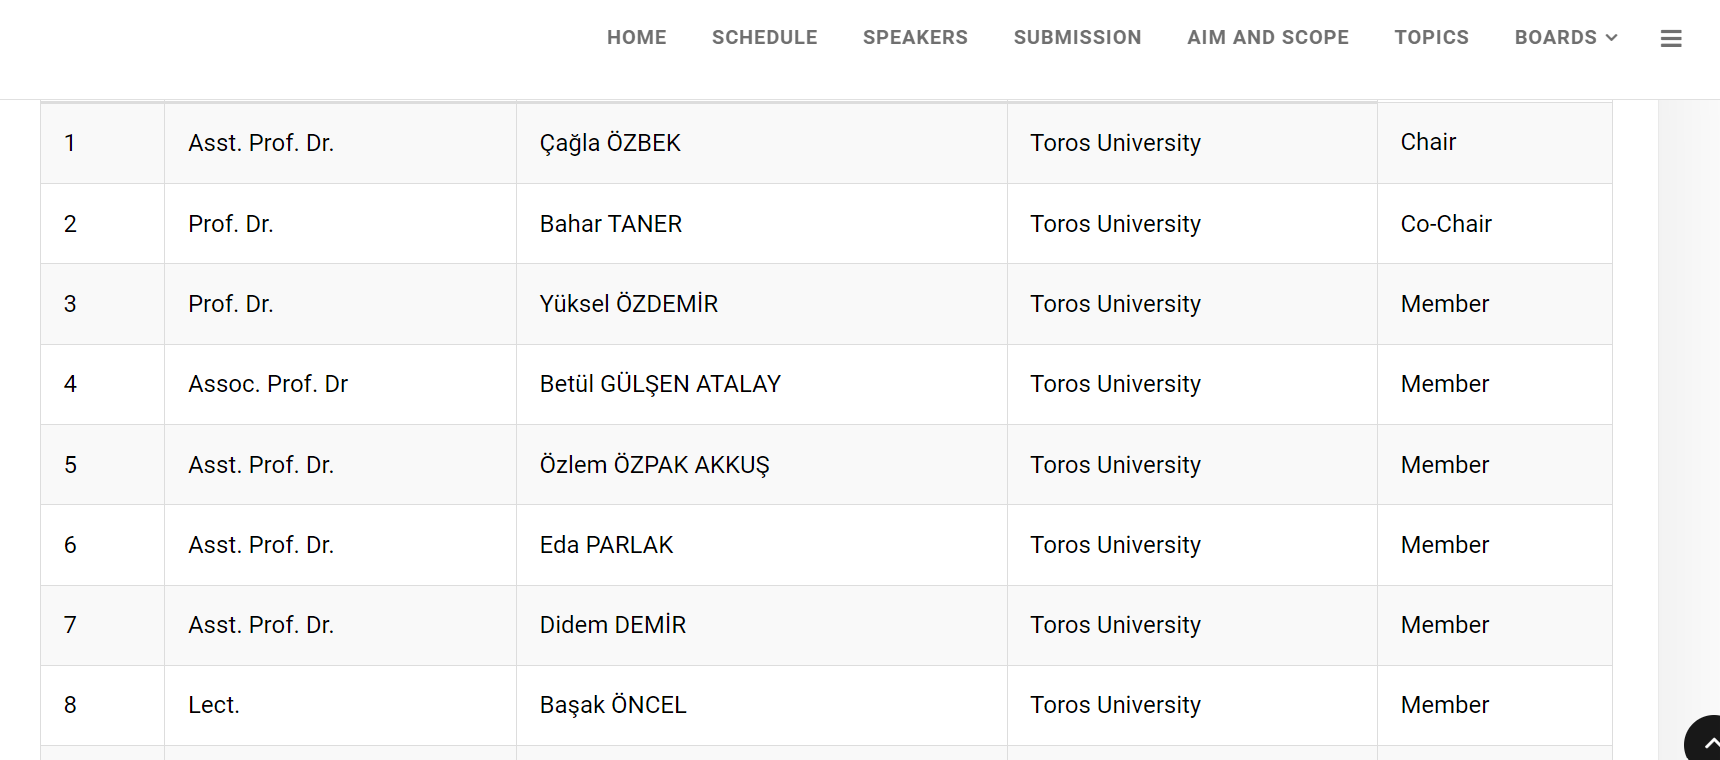 HOME SCHEDULE SPEAKERS SUBMISSION AIM AND SCOPE TOPICS BOARDS
1 Asst. Prof. Dr. Çağla ÖZBEK Toros University Chair
2 Prof. Dr. Bahar TANER Toros University Co-Chair
3 Prof. Dr. Yüksel ÖZDEMİR Toros University Member
4 Assoc. Prof. Dr Betül GÜLŞEN ATALAY Toros University Member
5 Asst. Prof. Dr. Özlem ÖZPAK AKKUŞ Toros University Member
6 Asst. Prof. Dr. Eda PARLAK Toros University Member
7 Asst. Prof. Dr. Didem DEMİR Toros University Member
8 Lect. Başak ÖNCEL Toros University Member